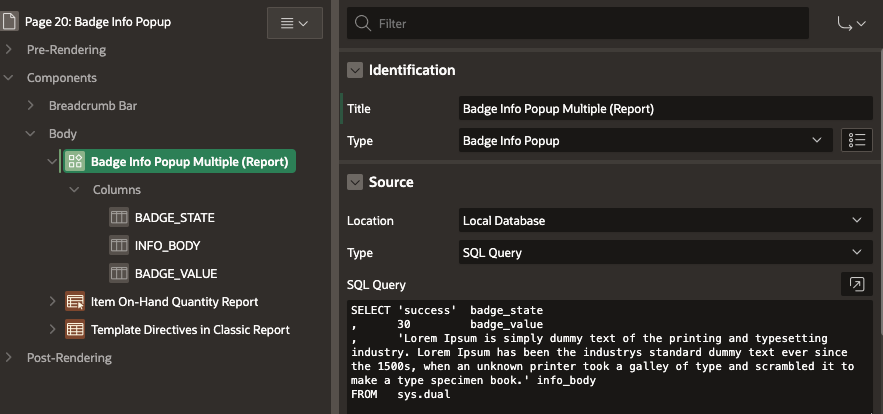 Page 20: Badge Info Popup
Pre-Rendering
Components
Breadcrumb Bar
Body
Badge Info Popup Multiple (Report)
Columns
BADGE_STATE
INFO_BODY
BADGE_VALUE
Item On-Hand Quantity Report
Template Directives in Classic Report
Post-Rendering
Filter
Identification
Title Badge Info Popup Multiple (Report)
Type Badge Info Popup
Source
Location Local Database
Type SQL Query
SQL Query
SELECT 'success' badge_state
, 30 badge_value
, 'Lorem Ipsum is simply dummy text of the printing and typesetting
industry. Lorem Ipsum has been the industrys standard dummy text ever since
the 1500s, when an unknown printer took a galley of type and scrambled it to
make a type specimen book.' info_body
FROM sys.dual